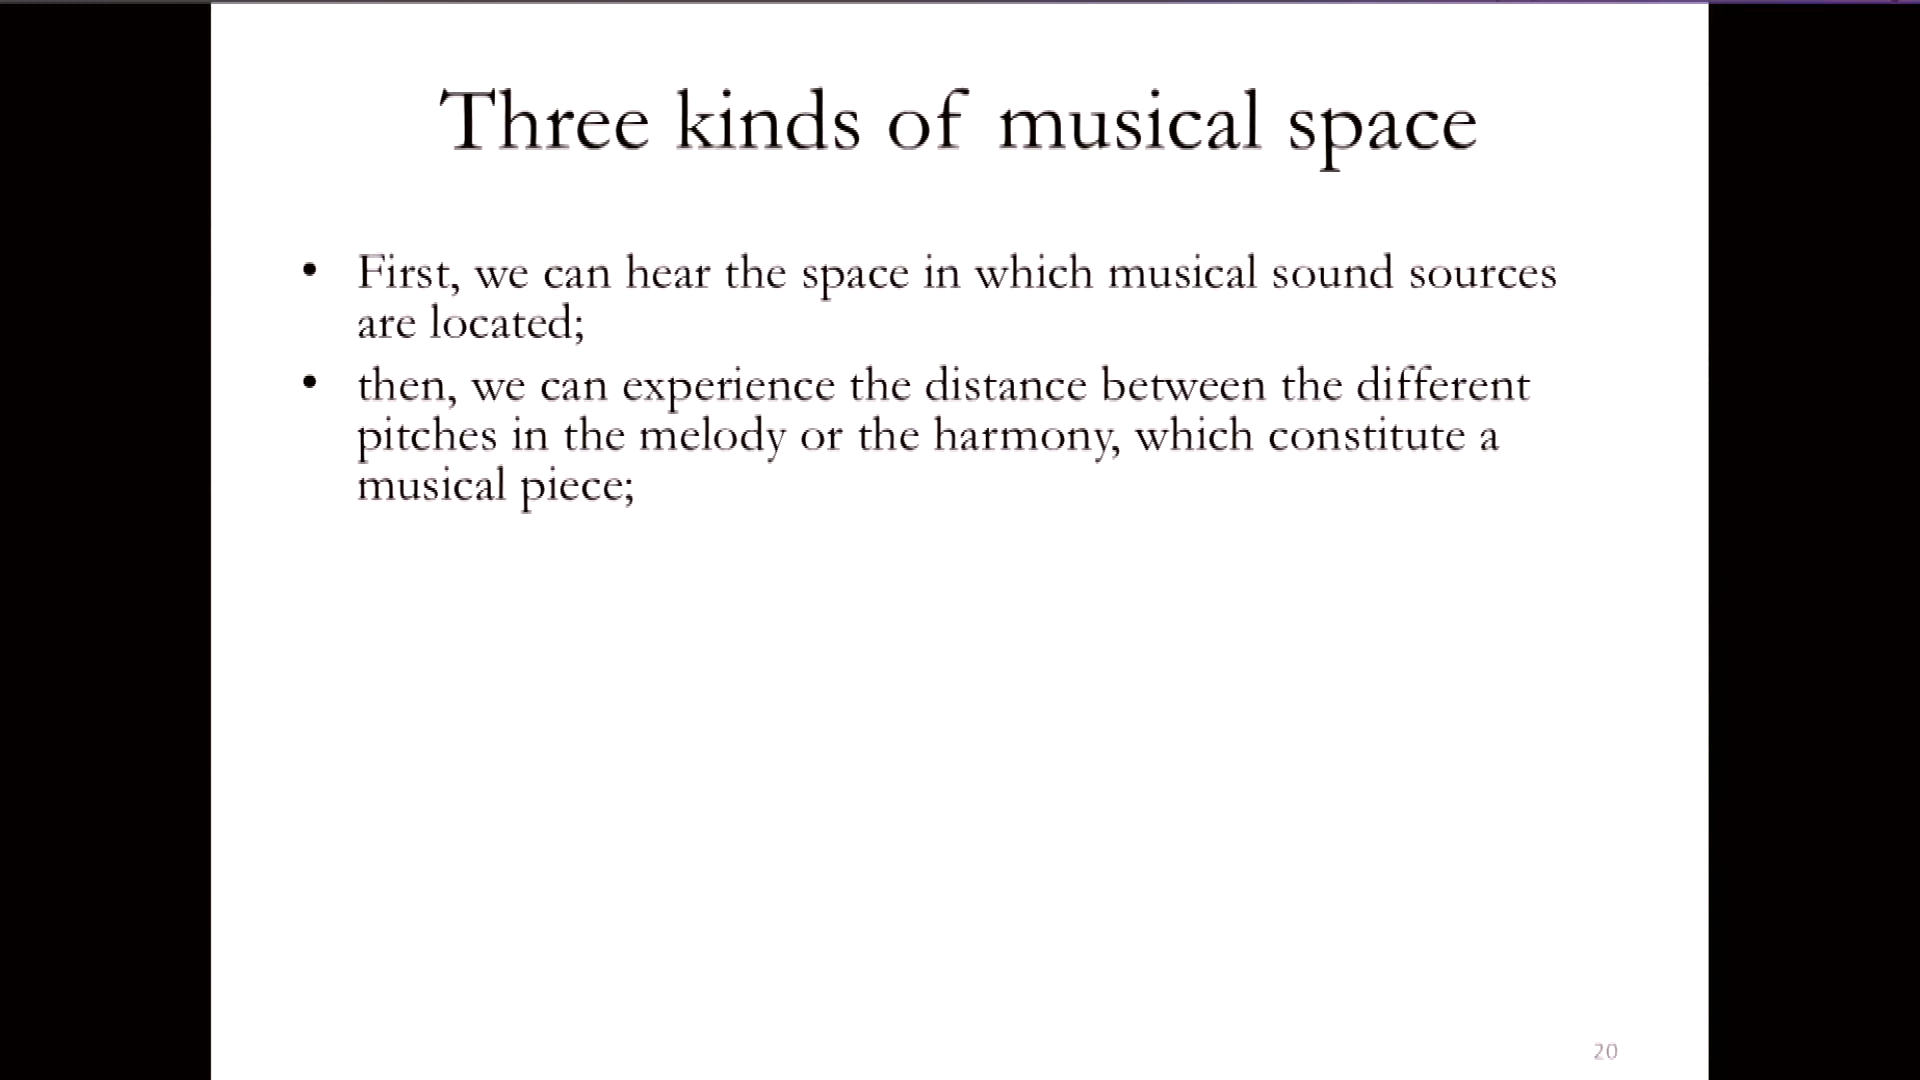 Three kinds of musical space
• First, we can hear the space in which musical sound sources
are located;
• then, we can experience the distance between the different
pitches in the melody or the harmony, which constitute a
musical piece;
20